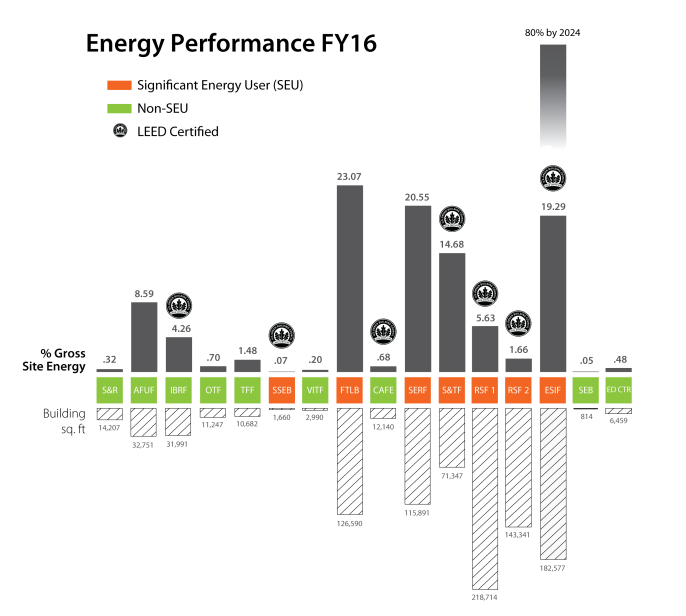 80% by 2024
Energy Performance FY16
Significant Energy User (SEU)
Non-SEU
LEED Certified
% Gross
Site Energy
.32 8.59 4.26 .70 1.48 .07 .20 23.07 .68 20.55 14.68 5.63 1.66 19.29 .05 .48
S&R AFUF IBRF OTF TFF SSEB VITF FTLB CAFE SERF S&TF RSF 1 RSF 2 ESIF SEB ED CTR
Building
sq. ft
14,207 32,751 31,991 11,247 10,682 1,660 2,990 126,590 12,140 115,891 71,347 218,714 143,341 182,577 814 6,459